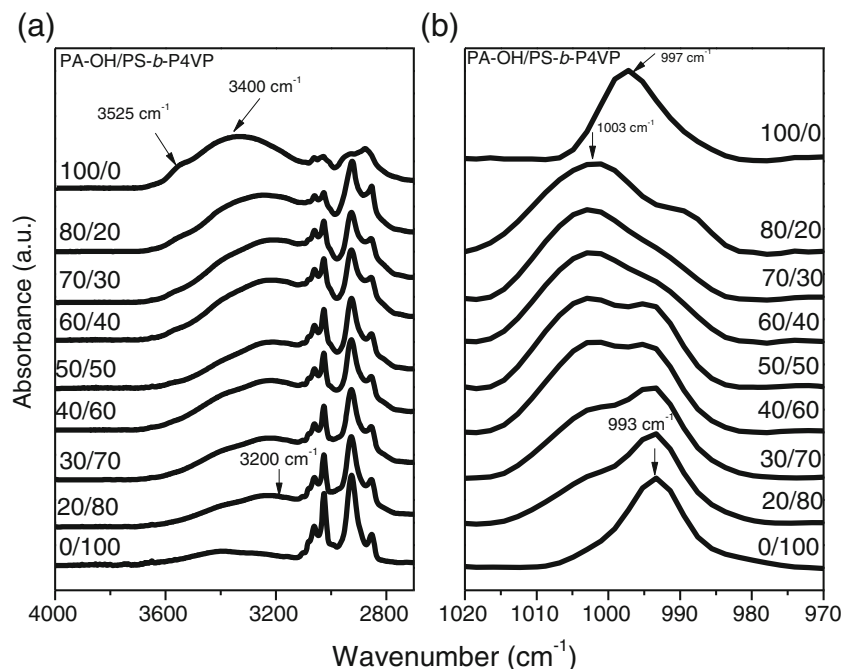 (a)
PA-OH/PS-b-P4VP
3400 cm⁻¹
3525 cm⁻¹
100/0
80/20
70/30
60/40
50/50
40/60
30/70
3200 cm⁻¹
20/80
0/100
4000 3600 3200 2800
Absorbance (a.u.)
(b)
PA-OH/PS-b-P4VP
997 cm⁻¹
1003 cm⁻¹
100/0
80/20
70/30
60/40
50/50
40/60
30/70
993 cm⁻¹
20/80
0/100
1020 1010 1000 990 980 970
Wavenumber (cm⁻¹)